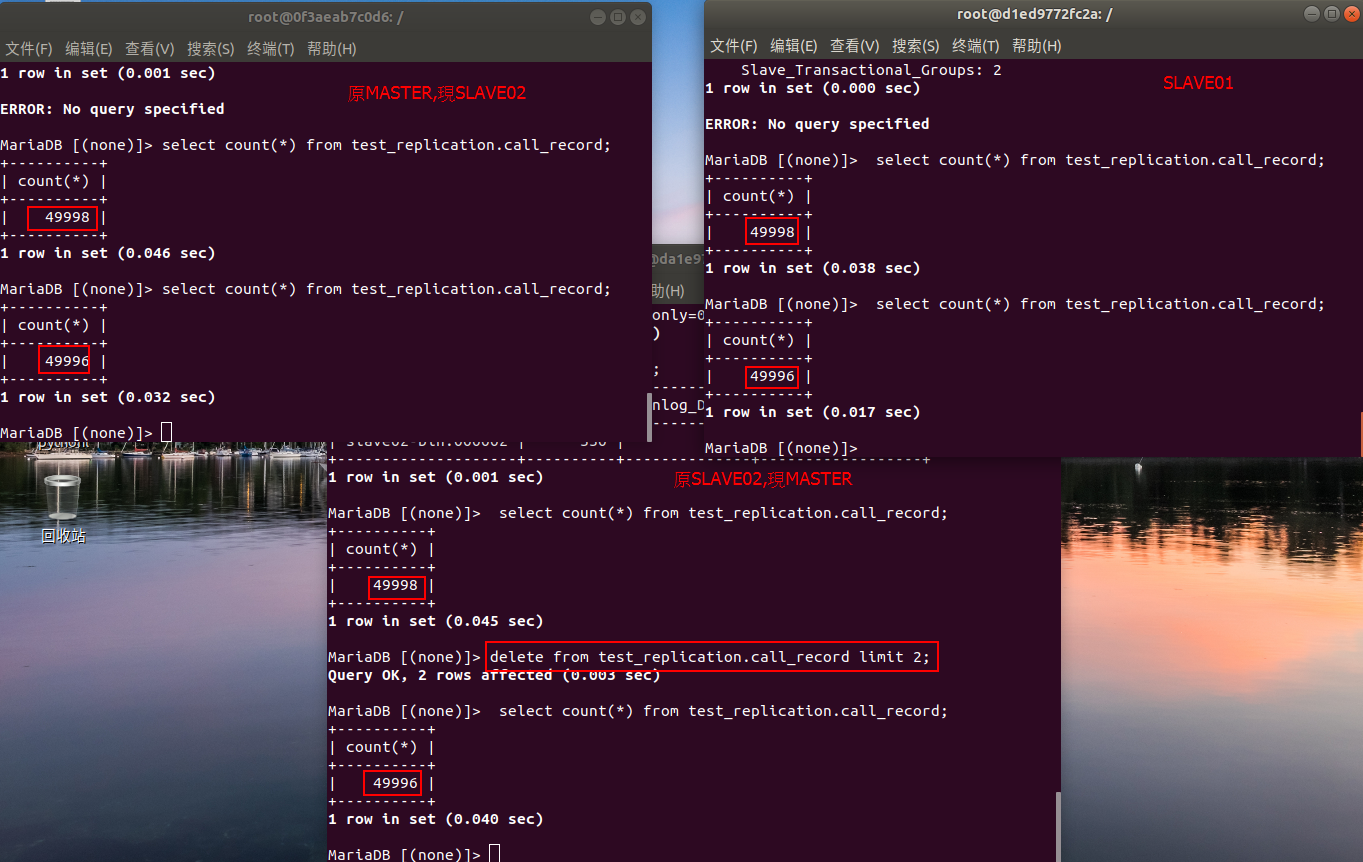 root@0f3aeab7c0d6: /
文件(F) 编辑(E) 查看(V) 搜索(S) 终端(T) 帮助(H)
1 row in set (0.001 sec)
原MASTER,現SLAVE02
ERROR: No query specified
MariaDB [(none)]> select count(*) from test_replication.call_record;
+----------+
| count(*) |
+----------+
| 49998 |
+----------+
1 row in set (0.046 sec)
MariaDB [(none)]> select count(*) from test_replication.call_record;
+----------+
| count(*) |
+----------+
| 49996 |
+----------+
1 row in set (0.032 sec)
MariaDB [(none)]>
root@d1ed9772fc2a: /
文件(F) 编辑(E) 查看(V) 搜索(S) 终端(T) 帮助(H)
Slave_Transactional_Groups: 2
1 row in set (0.000 sec)
SLAVE01
ERROR: No query specified
MariaDB [(none)]>  select count(*) from test_replication.call_record;
+----------+
| count(*) |
+----------+
| 49998 |
+----------+
1 row in set (0.038 sec)
MariaDB [(none)]>  select count(*) from test_replication.call_record;
+----------+
| count(*) |
+----------+
| 49996 |
+----------+
1 row in set (0.017 sec)
MariaDB [(none)]>
@da1e97
助(H)
only=0
)
;
------
nlog_D
------
+---------------------+----------+--------------+------------------+
1 row in set (0.001 sec)
原SLAVE02,現MASTER
MariaDB [(none)]>  select count(*) from test_replication.call_record;
+----------+
| count(*) |
+----------+
| 49998 |
+----------+
1 row in set (0.045 sec)
MariaDB [(none)]> delete from test_replication.call_record limit 2;
Query OK, 2 rows affected (0.003 sec)
MariaDB [(none)]>  select count(*) from test_replication.call_record;
+----------+
| count(*) |
+----------+
| 49996 |
+----------+
1 row in set (0.040 sec)
MariaDB [(none)]>
回收站